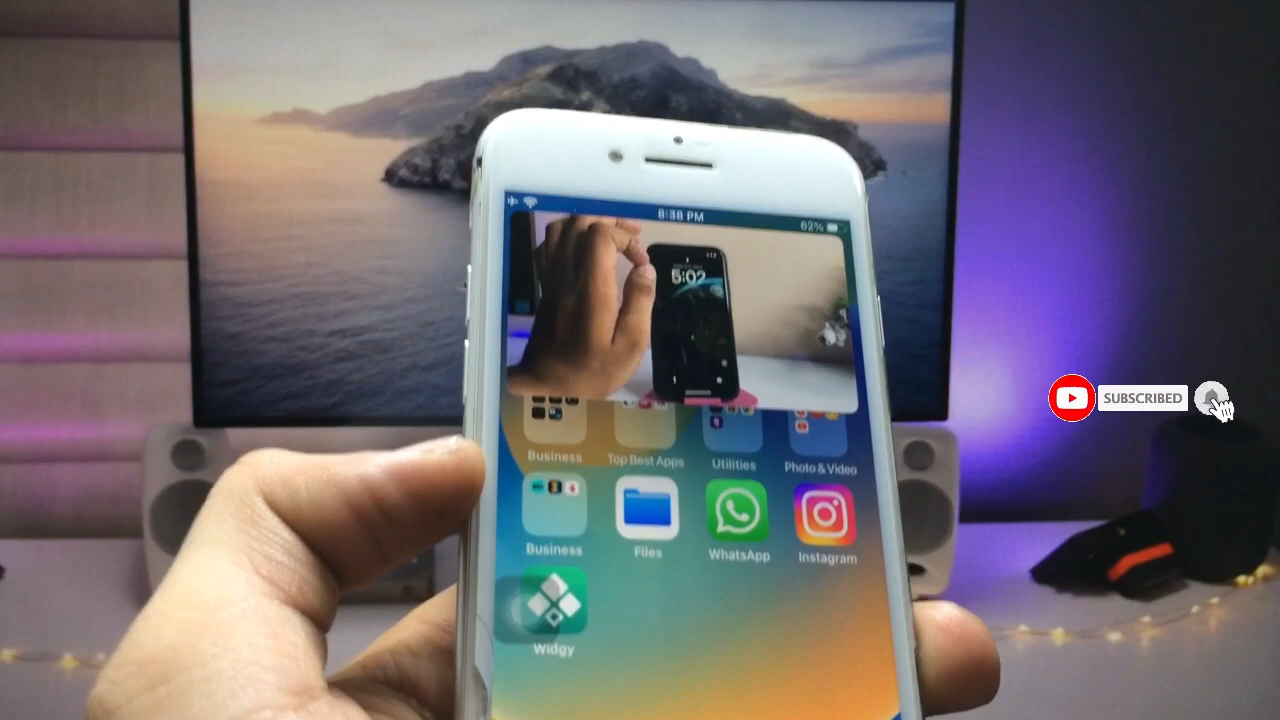 8:38 PM
62%
5:02
Business
Top Best Apps
Utilities
Photo & Video
Business
Files
WhatsApp
Instagram
Widgy
SUBSCRIBED